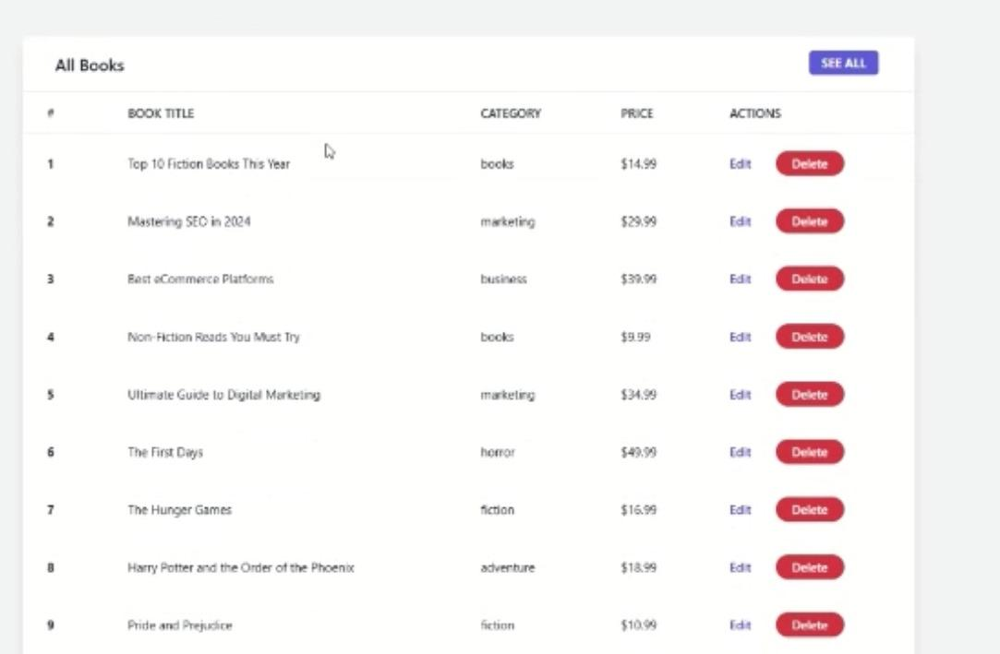 All Books SEE ALL
# BOOK TITLE CATEGORY PRICE ACTIONS
1 Top 10 Fiction Books This Year books $14.99 Edit Delete
2 Mastering SEO in 2024 marketing $29.99 Edit Delete
3 Best eCommerce Platforms business $39.99 Edit Delete
4 Non-Fiction Reads You Must Try books $9.99 Edit Delete
5 Ultimate Guide to Digital Marketing marketing $34.99 Edit Delete
6 The First Days horror $49.99 Edit Delete
7 The Hunger Games fiction $16.99 Edit Delete
8 Harry Potter and the Order of the Phoenix adventure $18.99 Edit Delete
9 Pride and Prejudice fiction $10.99 Edit Delete